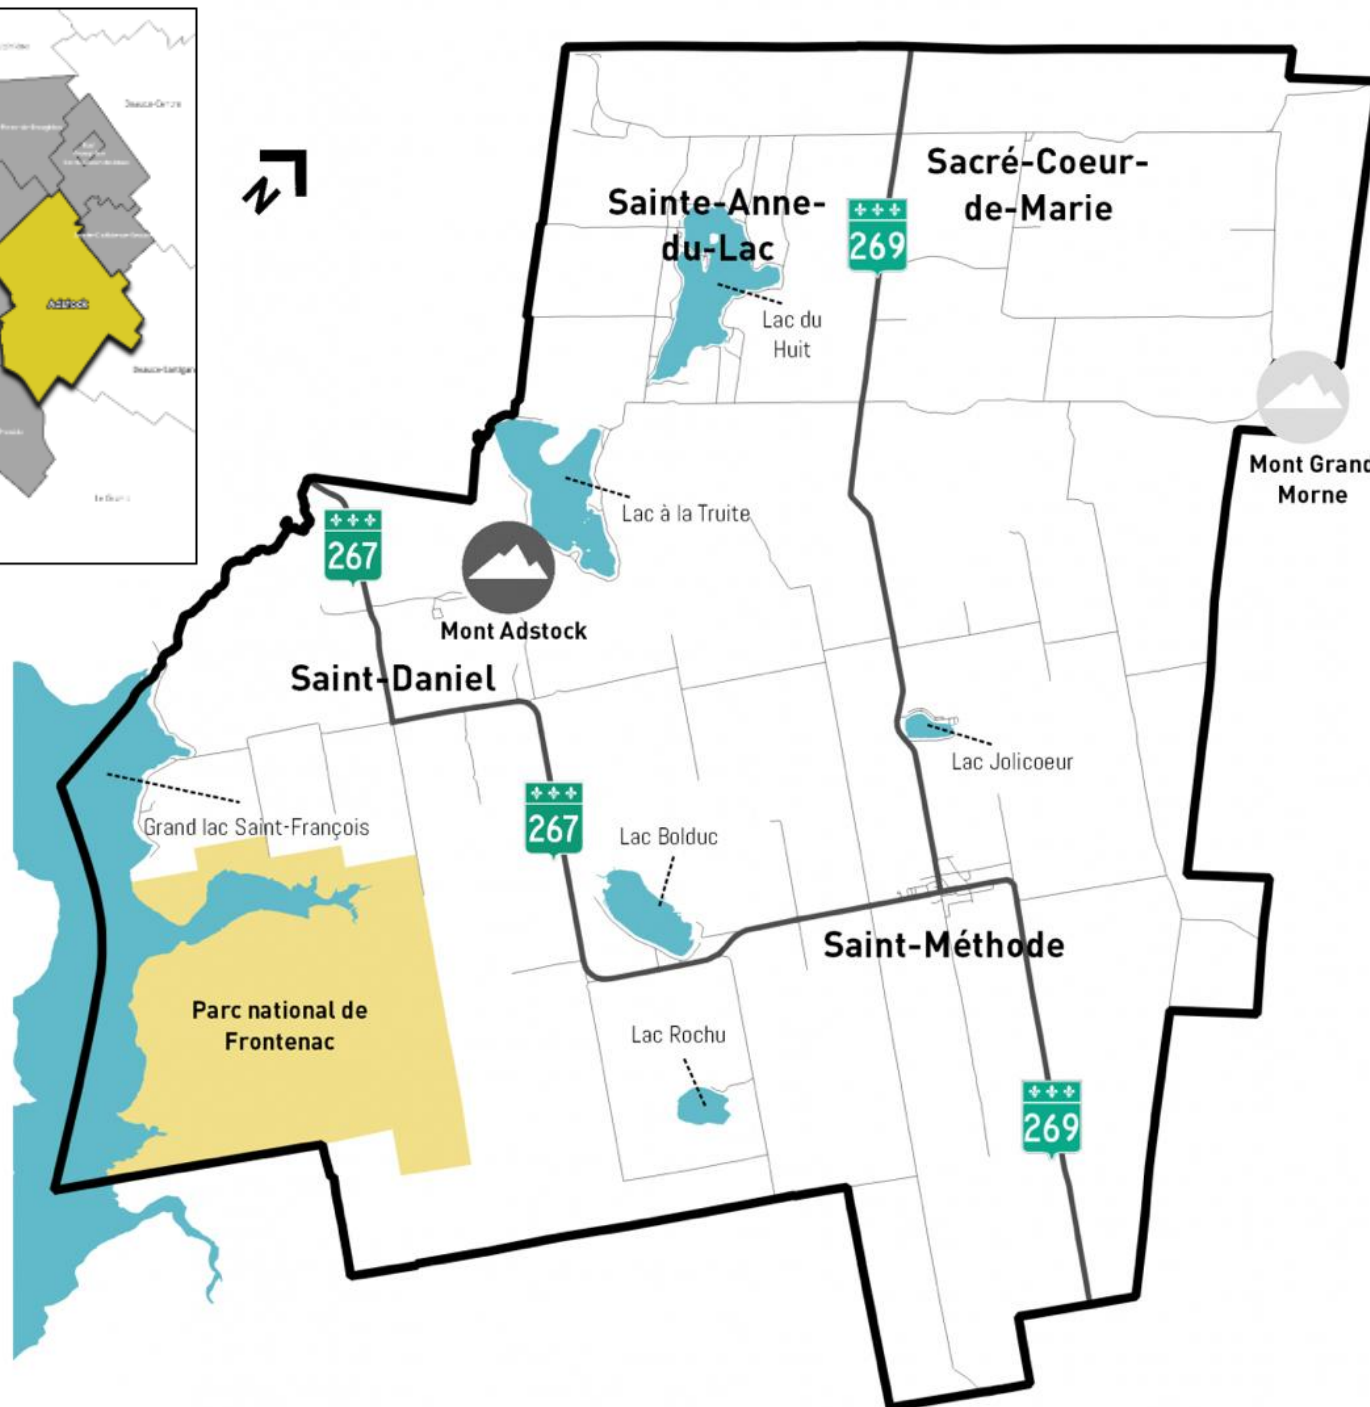 Adstock
N
Sacré-Coeur-
de-Marie
Sainte-Anne-
du-Lac
269
Lac du
Huit
Mont Grand
Morne
Lac à la Truite
267
Mont Adstock
Saint-Daniel
Lac Jolicoeur
Grand lac Saint-François
267
Lac Bolduc
Saint-Méthode
Parc national de
Frontenac
Lac Rochu
269